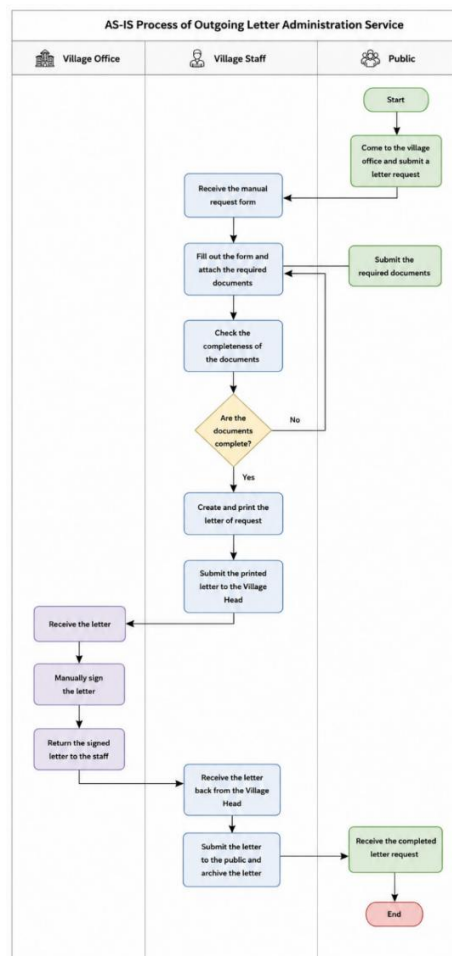 AS-IS Process of Outgoing Letter Administration Service
Village Office
Village Staff
Public
Start
Come to the village
office and submit a
letter request
Receive the manual
request form
Fill out the form and
attach the required
documents
Submit the
required documents
Check the
completeness of
the documents
Are the
documents
complete?
No
Yes
Create and print the
letter of request
Submit the printed
letter to the Village
Head
Receive the letter
Manually sign
the letter
Return the signed
letter to the staff
Receive the letter
back from the Village
Head
Submit the letter
to the public and
archive the letter
Receive the completed
letter request
End